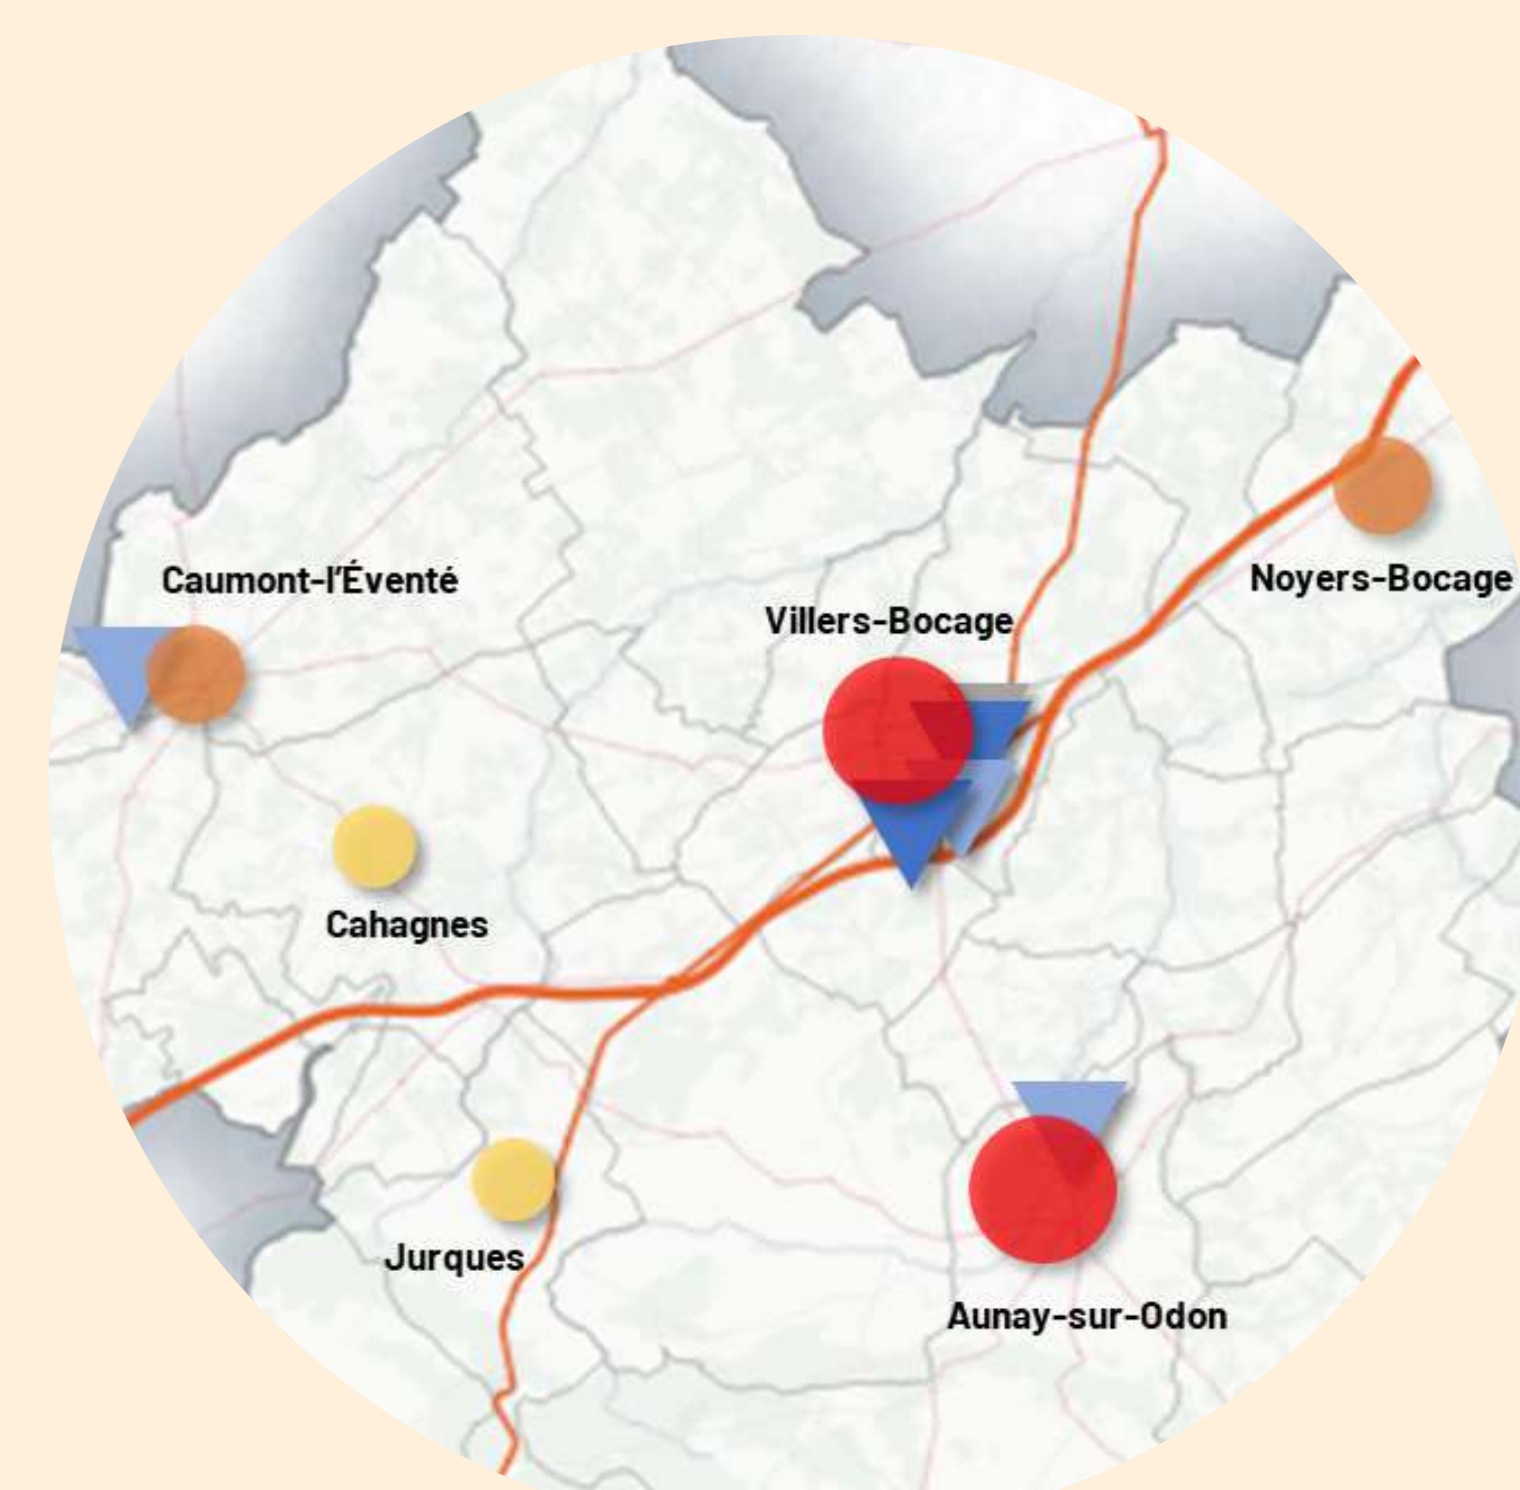 Caumont-l'Éventé
Noyers-Bocage
Villers-Bocage
Cahagnes
Jurques
Aunay-sur-Odon